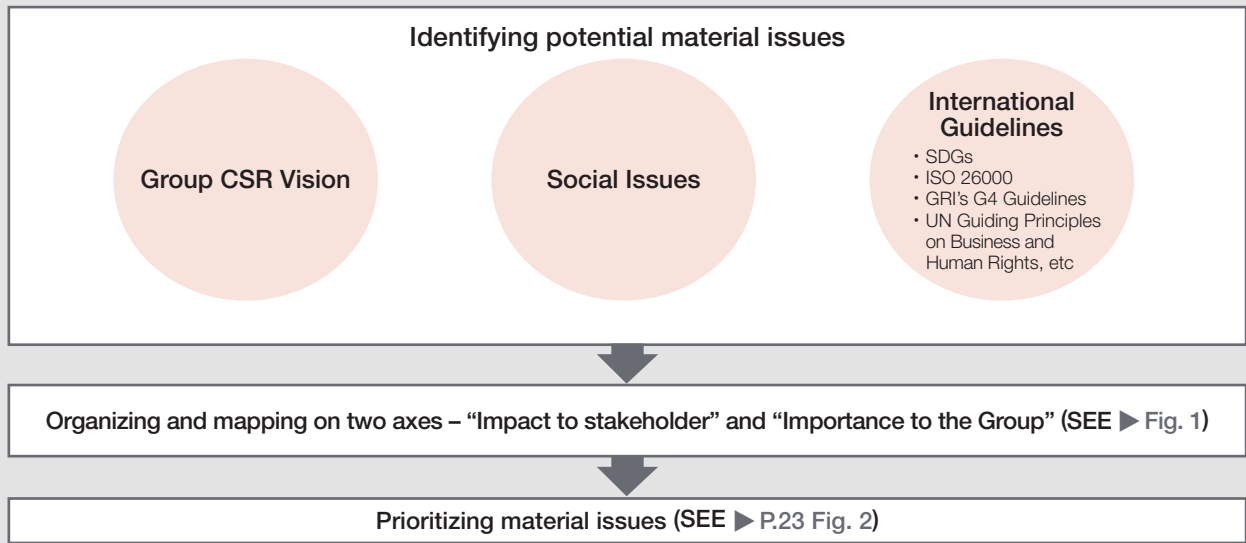 Identifying potential material issues
Group CSR Vision
Social Issues
International
Guidelines
・SDGs
・ISO 26000
・GRI's G4 Guidelines
・UN Guiding Principles
on Business and
Human Rights, etc
Organizing and mapping on two axes – “Impact to stakeholder” and “Importance to the Group” (SEE ▶ Fig. 1)
Prioritizing material issues (SEE ▶ P.23 Fig. 2)